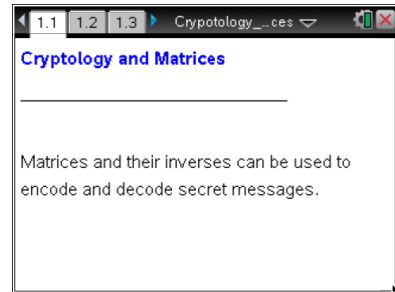 1.1 1.2 1.3 Crypotology_...ces
Cryptology and Matrices
Matrices and their inverses can be used to
encode and decode secret messages.